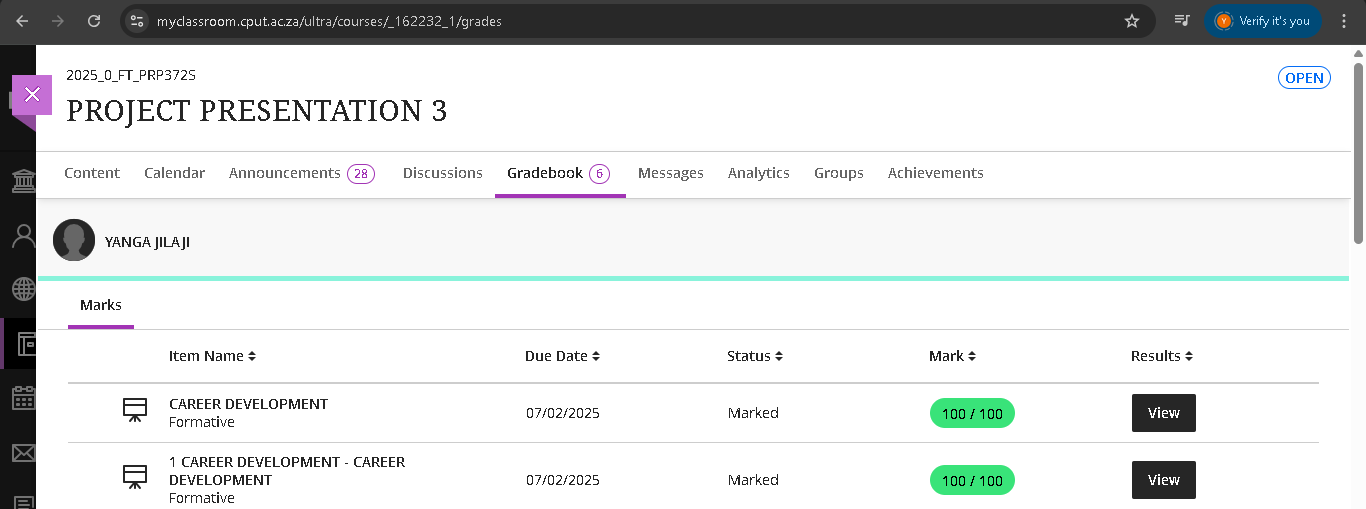 myclassroom.cput.ac.za/ultra/courses/_162232_1/grades
Y
Verify it's you
2025_0_FT_PRP372S
OPEN
PROJECT PRESENTATION 3
Content
Calendar
Announcements 28
Discussions
Gradebook 6
Messages
Analytics
Groups
Achievements
YANGA JILAJI
Marks
Item Name
Due Date
Status
Mark
Results
CAREER DEVELOPMENT
Formative
07/02/2025
Marked
100 / 100
View
1 CAREER DEVELOPMENT - CAREER
DEVELOPMENT
Formative
07/02/2025
Marked
100 / 100
View